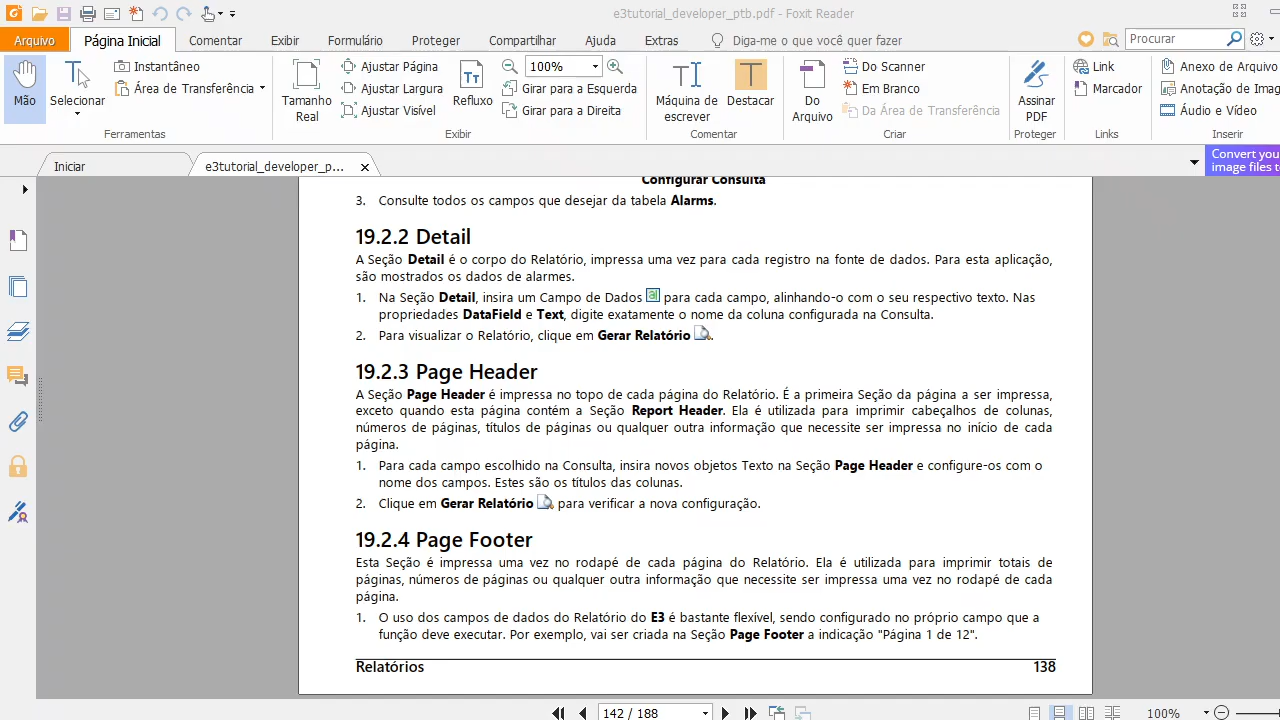 e3tutorial_developer_ptb.pdf - Foxit Reader
Arquivo Página Inicial Comentar Exibir Formulário Proteger Compartilhar Ajuda Extras Diga-me o que você quer fazer Procurar
Mão
Selecionar
Instantâneo
Área de Transferência
Ferramentas
Tamanho
Real
Ajustar Página
Ajustar Largura
Ajustar Visível
Refluxo
100%
Girar para a Esquerda
Girar para a Direita
Exibir
Máquina de
escrever
Destacar
Comentar
Do
Arquivo
Do Scanner
Em Branco
Da Área de Transferência
Criar
Assinar
PDF
Proteger
Link
Marcador
Links
Anexo de Arquivo
Anotação de Imag
Áudio e Vídeo
Inserir
Iniciar
e3tutorial_developer_p...
Convert you
image files t
Configurar Consulta
3. Consulte todos os campos que desejar da tabela Alarms.
19.2.2 Detail
A Seção Detail é o corpo do Relatório, impressa uma vez para cada registro na fonte de dados. Para esta aplicação,
são mostrados os dados de alarmes.
1. Na Seção Detail, insira um Campo de Dados para cada campo, alinhando-o com o seu respectivo texto. Nas
propriedades DataField e Text, digite exatamente o nome da coluna configurada na Consulta.
2. Para visualizar o Relatório, clique em Gerar Relatório .
19.2.3 Page Header
A Seção Page Header é impressa no topo de cada página do Relatório. É a primeira Seção da página a ser impressa,
exceto quando esta página contém a Seção Report Header. Ela é utilizada para imprimir cabeçalhos de colunas,
números de páginas, títulos de páginas ou qualquer outra informação que necessite ser impressa no início de cada
página.
1. Para cada campo escolhido na Consulta, insira novos objetos Texto na Seção Page Header e configure-os com o
nome dos campos. Estes são os títulos das colunas.
2. Clique em Gerar Relatório para verificar a nova configuração.
19.2.4 Page Footer
Esta Seção é impressa uma vez no rodapé de cada página do Relatório. Ela é utilizada para imprimir totais de
páginas, números de páginas ou qualquer outra informação que necessite ser impressa uma vez no rodapé de cada
página.
1. O uso dos campos de dados do Relatório do E3 é bastante flexível, sendo configurado no próprio campo que a
função deve executar. Por exemplo, vai ser criada na Seção Page Footer a indicação "Página 1 de 12".
Relatórios 138
142 / 188
100%